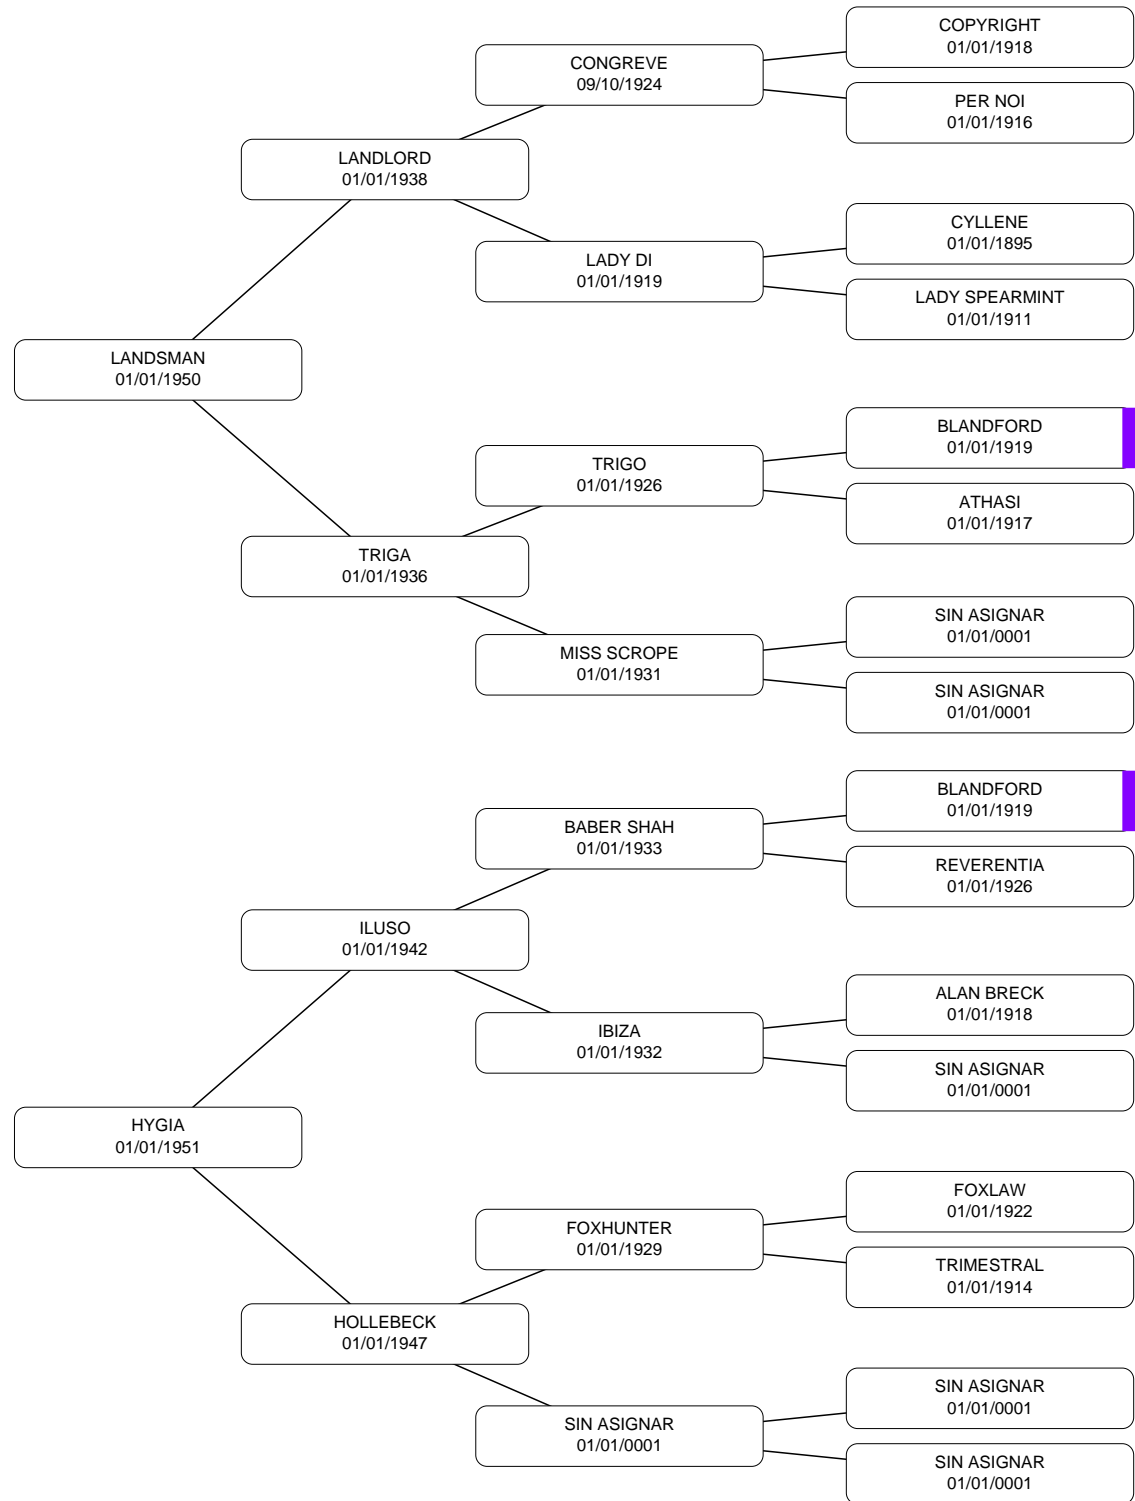 COPYRIGHT
01/01/1918
CONGREVE
09/10/1924
PER NOI
01/01/1916
LANDLORD
01/01/1938
CYLLENE
01/01/1895
LADY DI
01/01/1919
LADY SPEARMINT
01/01/1911
LANDSMAN
01/01/1950
BLANDFORD
01/01/1919
TRIGO
01/01/1926
ATHASI
01/01/1917
TRIGA
01/01/1936
SIN ASIGNAR
01/01/0001
MISS SCROPE
01/01/1931
SIN ASIGNAR
01/01/0001
BLANDFORD
01/01/1919
BABER SHAH
01/01/1933
REVERENTIA
01/01/1926
ILUSO
01/01/1942
ALAN BRECK
01/01/1918
IBIZA
01/01/1932
SIN ASIGNAR
01/01/0001
HYGIA
01/01/1951
FOXLAW
01/01/1922
FOXHUNTER
01/01/1929
TRIMESTRAL
01/01/1914
HOLLEBECK
01/01/1947
SIN ASIGNAR
01/01/0001
SIN ASIGNAR
01/01/0001
SIN ASIGNAR
01/01/0001